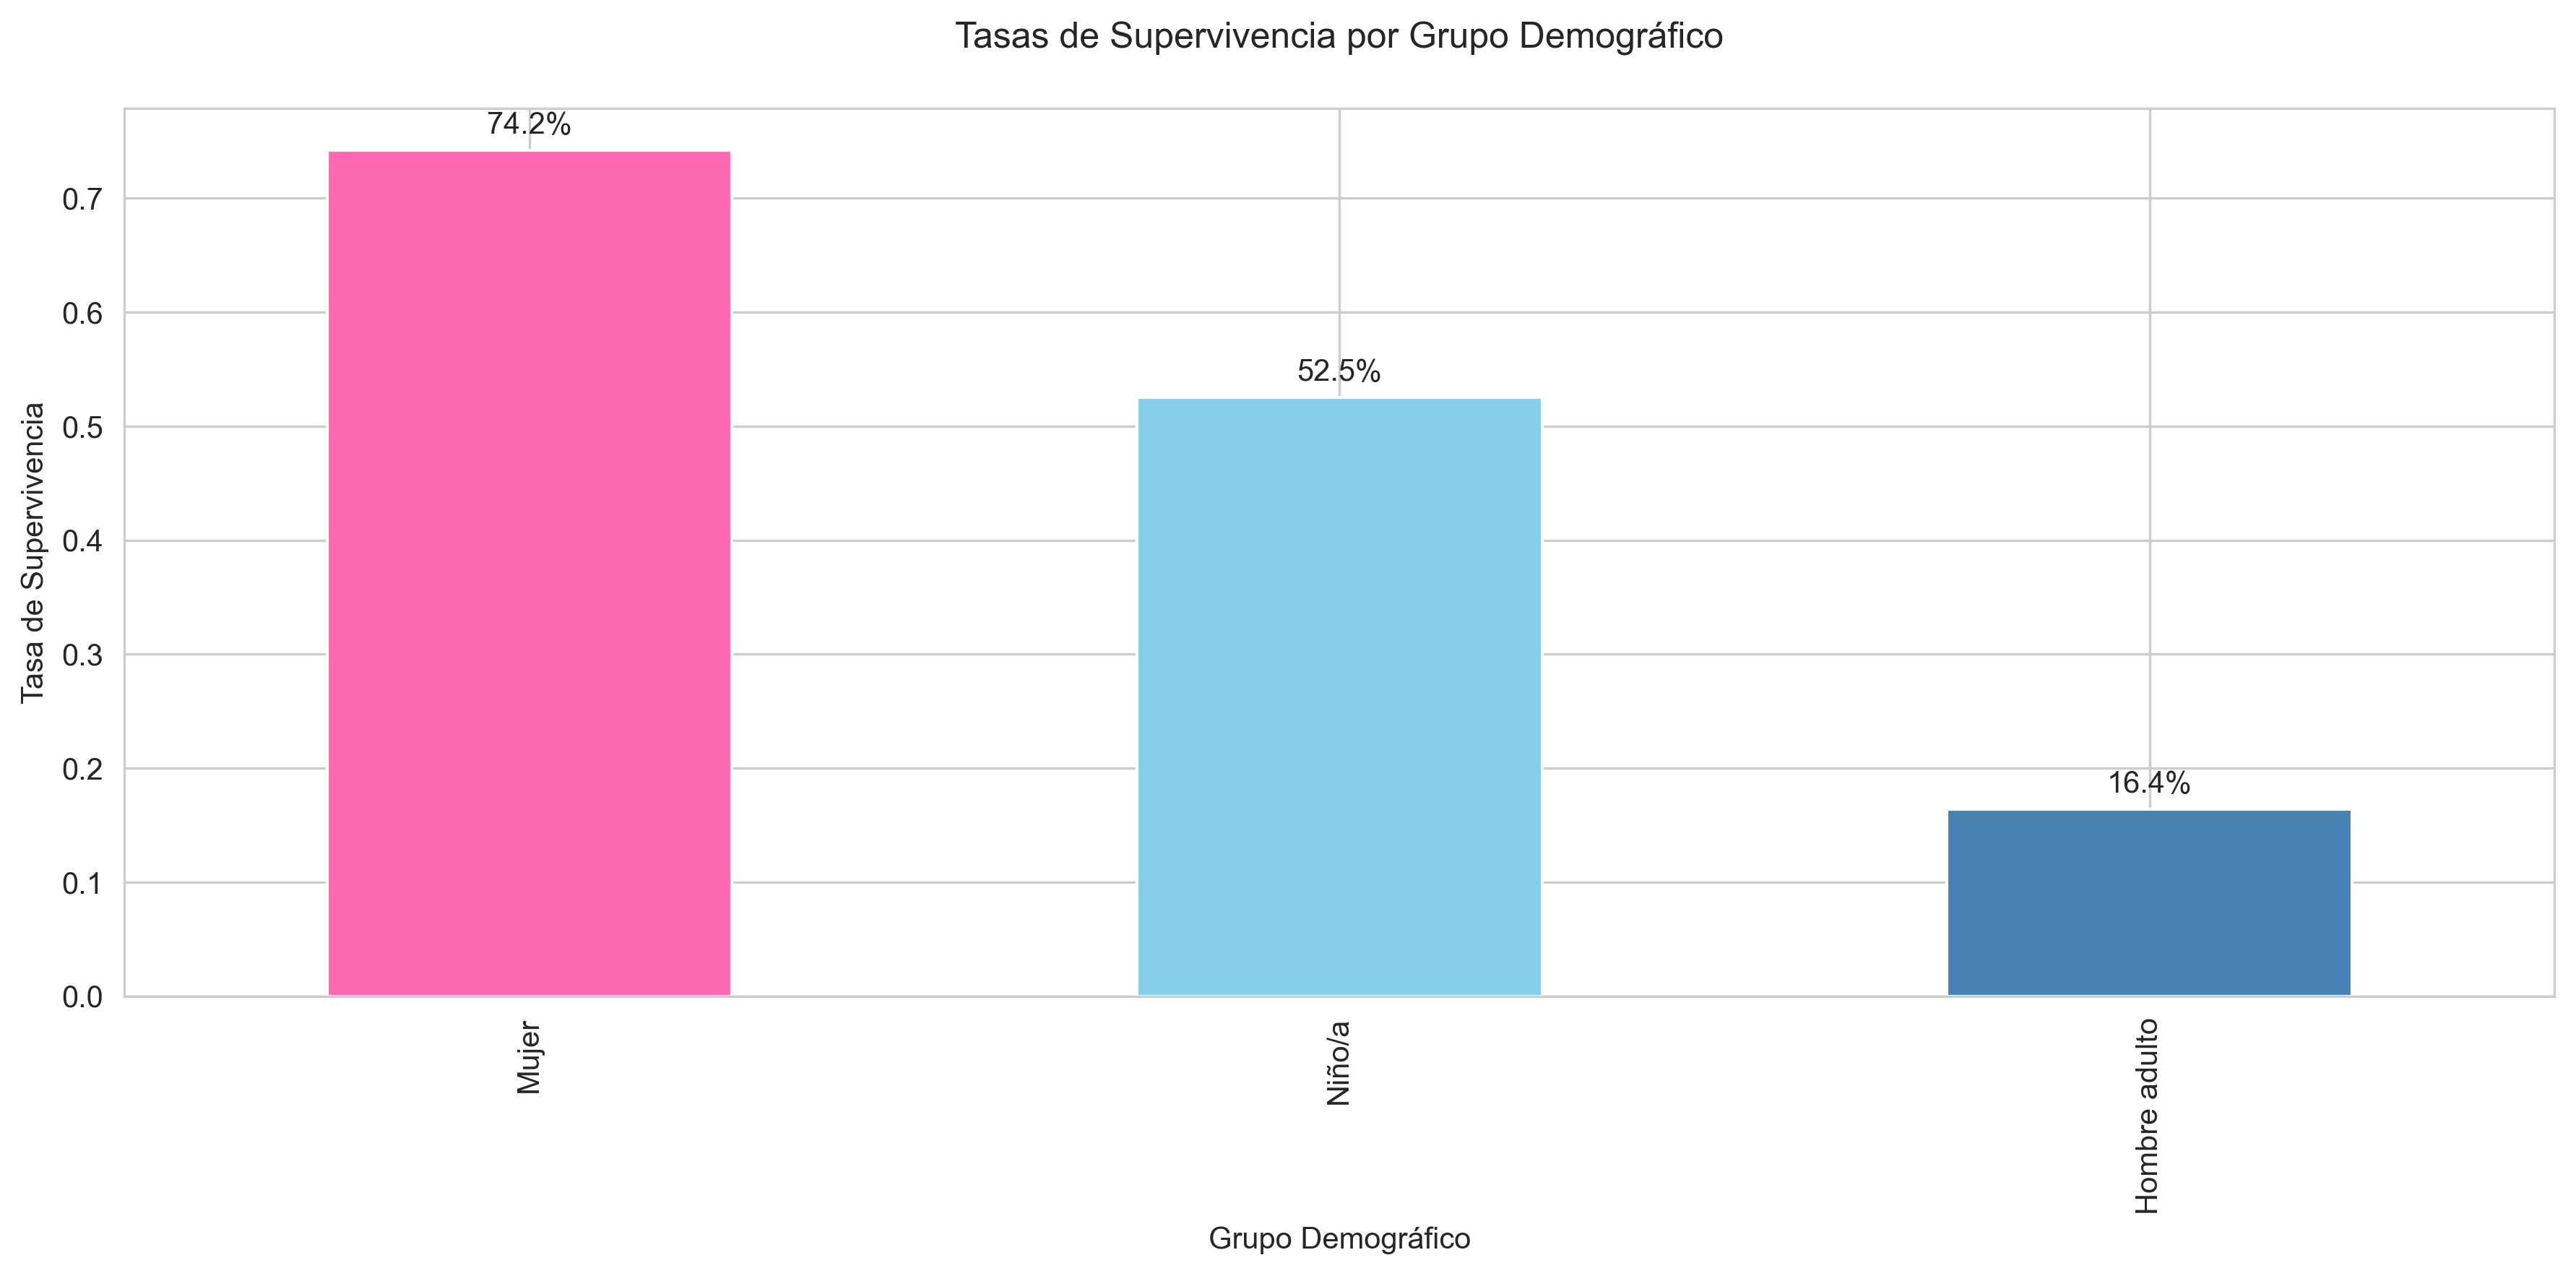 Tasas de Supervivencia por Grupo Demográfico
74.2%
52.5%
16.4%
0.7
0.6
0.5
0.4
0.3
0.2
0.1
0.0
Tasa de Supervivencia
Mujer
Niño/a
Hombre adulto
Grupo Demográfico